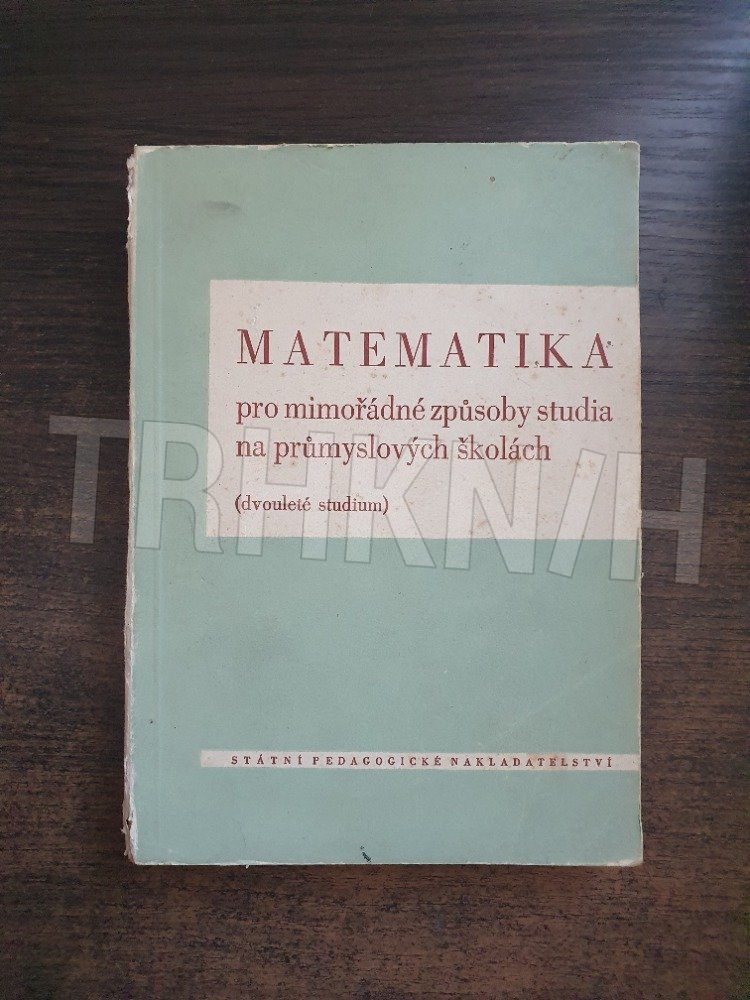 MATEMATIKA
pro mimořádné způsoby studia
na průmyslových školách
(dvouleté studium)
TRHKNIH
STÁTNÍ PEDAGOGICKÉ NAKLADATELSTVÍ